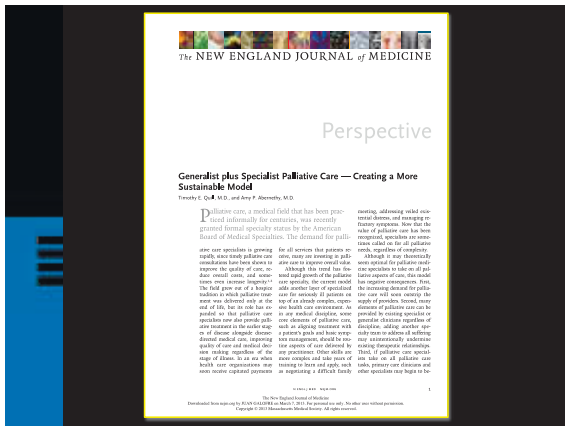 The NEW ENGLAND JOURNAL of MEDICINE
Perspective
Generalist plus Specialist Palliative Care — Creating a More
Sustainable Model
Timothy E. Quill, M.D., and Amy P. Abernethy, M.D.
Palliative care, a medical field that has been prac-
ticed informally for centuries, was recently
granted formal specialty status by the American
Board of Medical Specialties. The demand for palli-
ative care specialists is growing
rapidly, since timely palliative care
consultations have been shown to
improve the quality of care, re-
duce overall costs, and some-
times even increase longevity.
The field grew out of a hospice
tradition in which palliative treat-
ment was delivered only at the
end of life, but its role has ex-
panded so that palliative care
specialists now also provide palli-
ative treatment in the earlier stag-
es of disease alongside disease-
directed medical care, improving
quality of care and medical deci-
sion making regardless of the
stage of illness. In an era when
health care organizations may
soon receive capitated payments
for all services that patients re-
ceive, many are investing in palli-
ative care to improve overall value.
Although this trend has fos-
tered rapid growth of the palliative
care specialty, the current model
adds another layer of specialized
care for seriously ill patients on
top of an already complex, expen-
sive health care environment. As
in any medical discipline, some
core elements of palliative care,
such as aligning treatment with
a patient's goals and basic symp-
tom management, should be rou-
tine aspects of care delivered by
any practitioner. Other skills are
more complex and take years of
training to learn and apply, such
as negotiating a difficult family
meeting, addressing veiled exis-
tential distress, and managing re-
fractory symptoms. Now that the
value of palliative care has been
recognized, specialists are some-
times called on for all palliative
needs, regardless of complexity.
Although it may theoretically
seem optimal for palliative medi-
cine specialists to take on all pal-
liative aspects of care, this model
has negative consequences. First,
the increasing demand for pallia-
tive care will soon outstrip the
supply of providers. Second, many
elements of palliative care can be
provided by existing specialist or
generalist clinicians regardless of
discipline; adding another spe-
cialty team to address all suffering
may unintentionally undermine
existing therapeutic relationships.
Third, if palliative care special-
ists take on all palliative care
tasks, primary care clinicians and
other specialists may begin to be-
1
The New England Journal of Medicine
Downloaded from nejm.org by JUAN GALOFRE on March 7, 2013. For personal use only. No other uses without permission.
Copyright © 2013 Massachusetts Medical Society. All rights reserved.